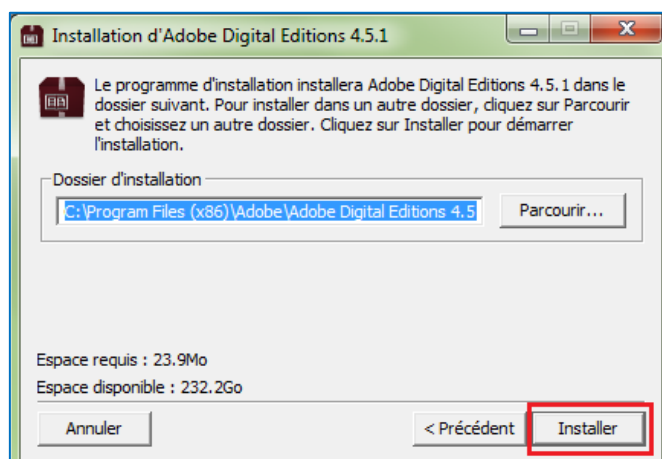 Installation d'Adobe Digital Editions 4.5.1
Le programme d'installation installera Adobe Digital Editions 4.5.1 dans le
dossier suivant. Pour installer dans un autre dossier, cliquez sur Parcourir
et choisissez un autre dossier. Cliquez sur Installer pour démarrer
l'installation.
Dossier d'installation
C:\Program Files (x86)\Adobe\Adobe Digital Editions 4.5
Parcourir...
Espace requis : 23.9Mo
Espace disponible : 232.2Go
Annuler
< Précédent
Installer